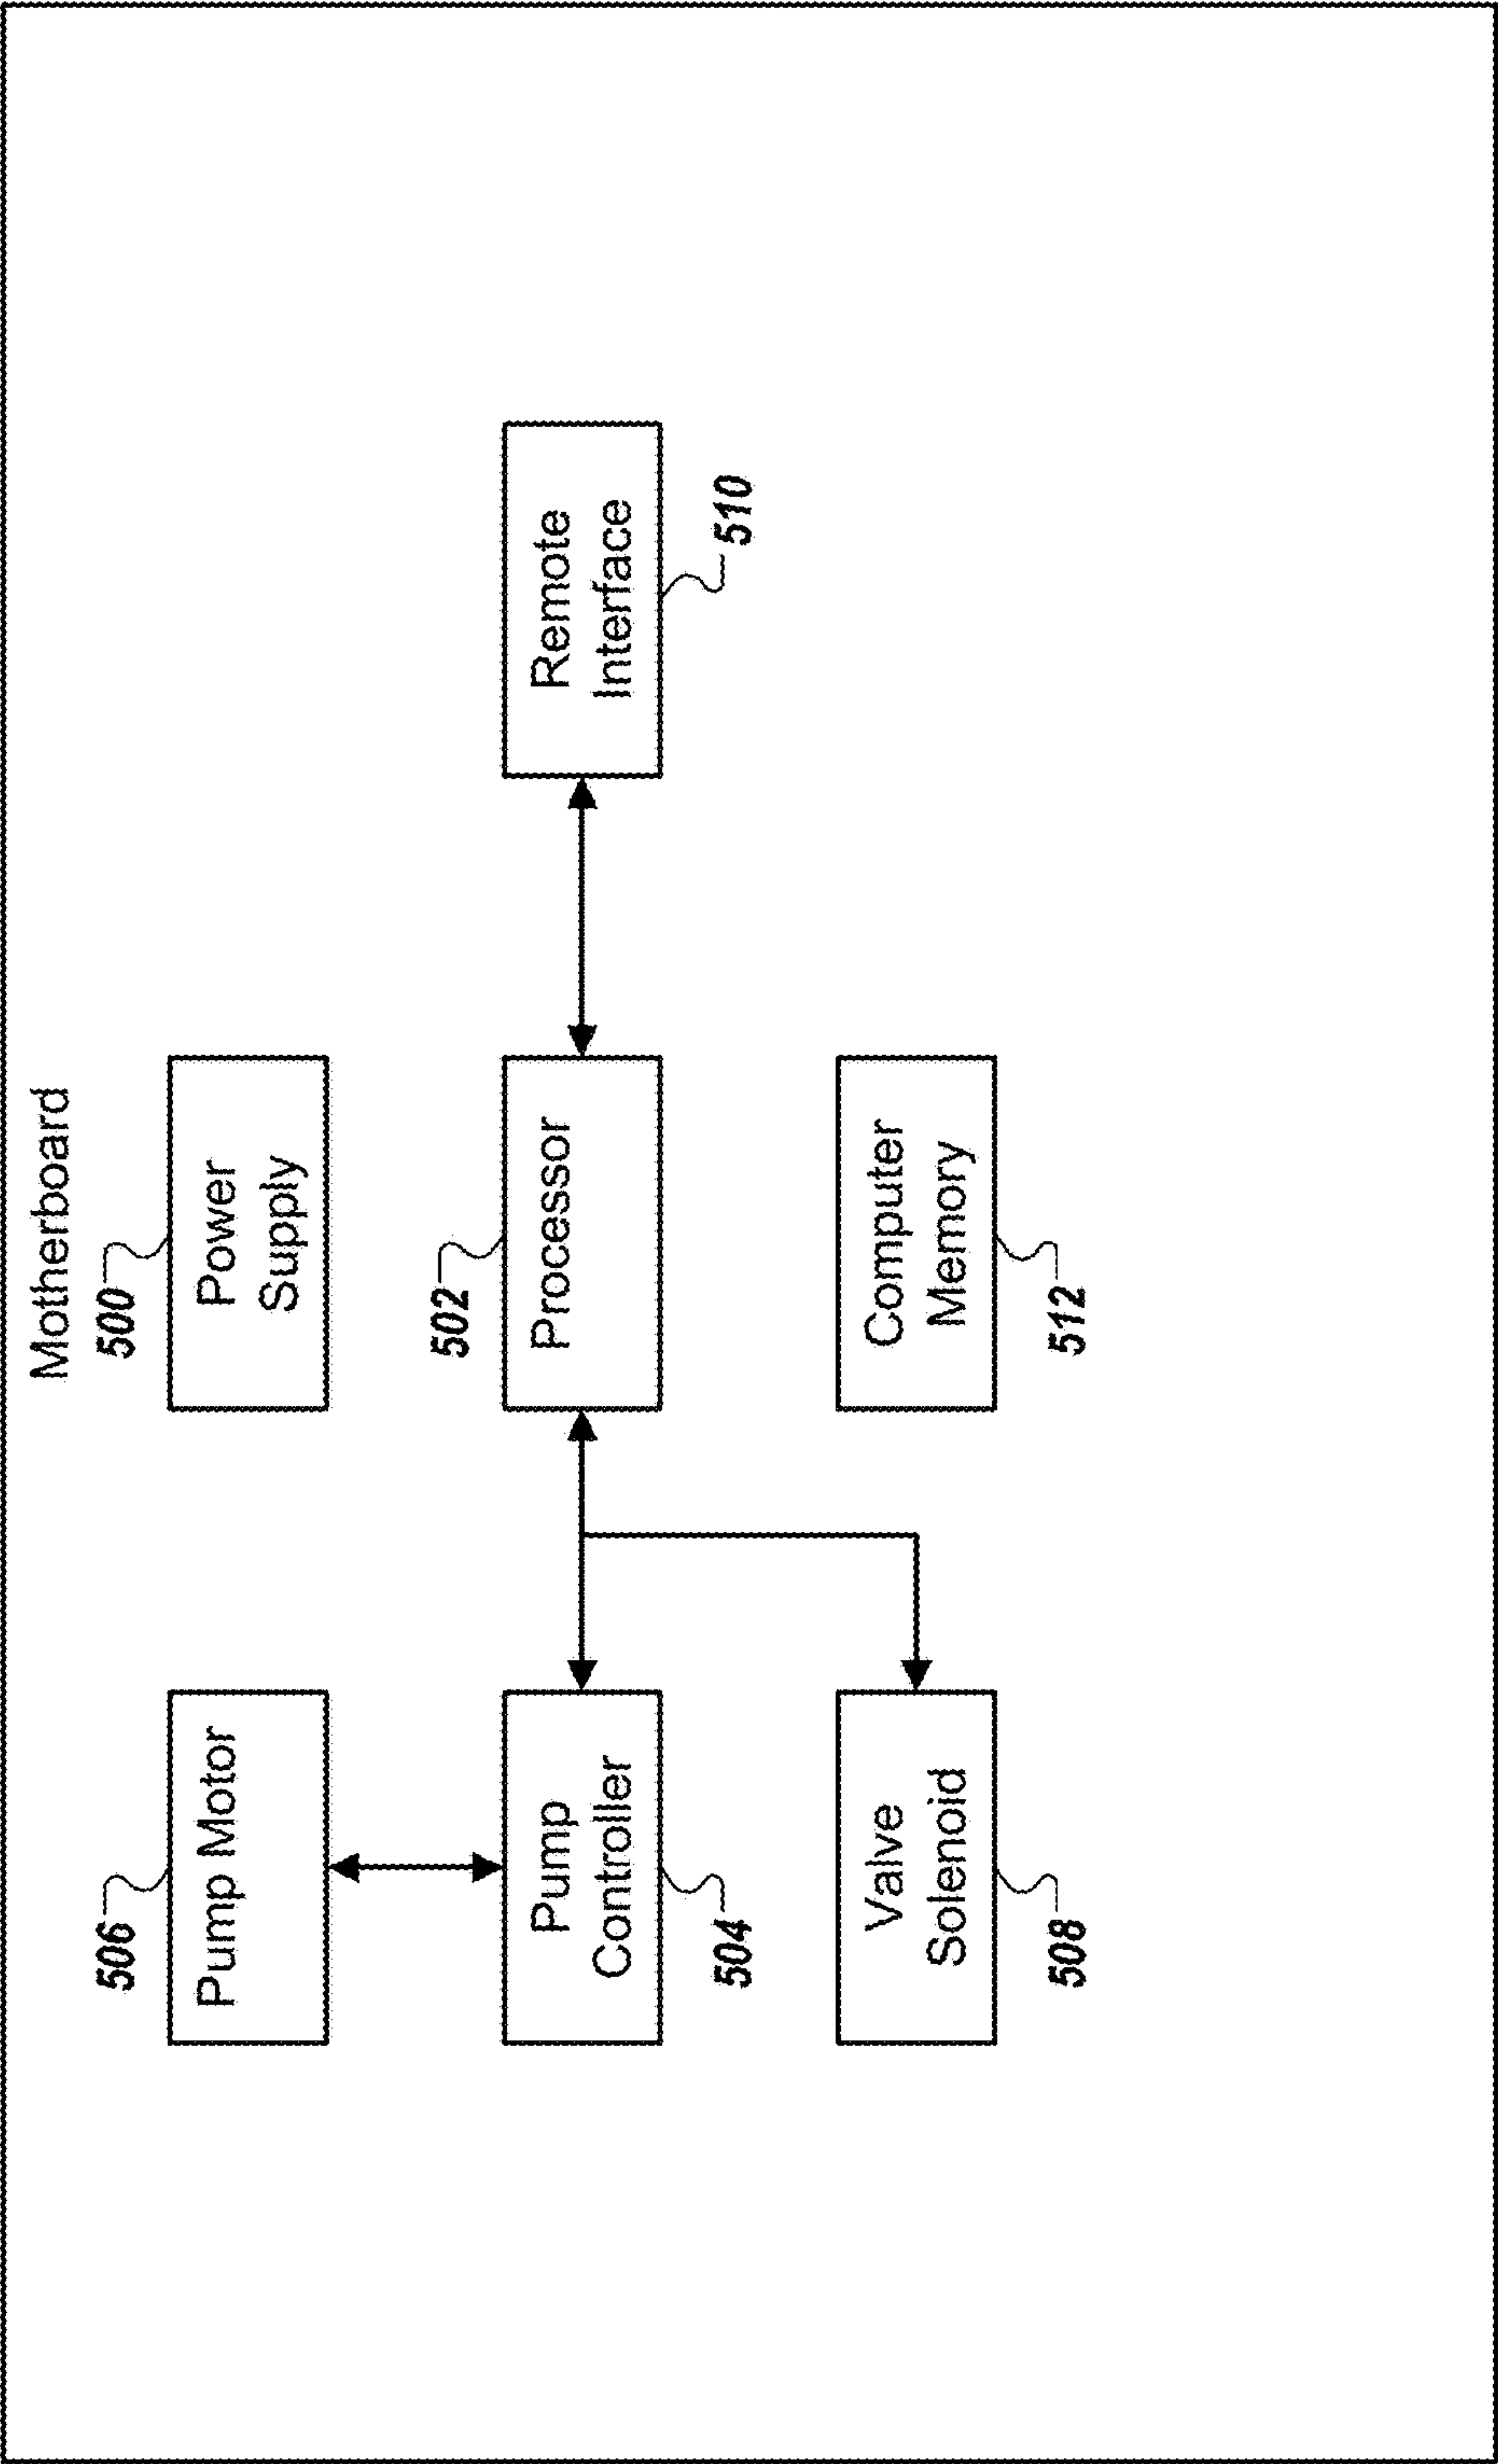 Motherboard
506
500
Pump Motor
Power
Supply
502
Pump
Controller
Processor
Remote
Interface
504
510
Valve
Solenoid
Computer
Memory
508
512